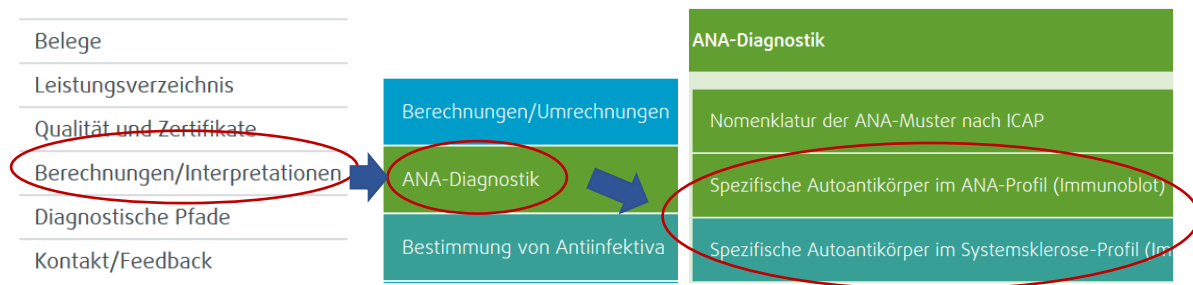 Belege
Leistungsverzeichnis
Qualität und Zertifikate
Berechnungen/Interpretationen
Diagnostische Pfade
Kontakt/Feedback
Berechnungen/Umrechnungen
ANA-Diagnostik
Bestimmung von Antiinfektiva
ANA-Diagnostik
Nomenklatur der ANA-Muster nach ICAP
Spezifische Autoantikörper im ANA-Profil (Immunoblot)
Spezifische Autoantikörper im Systemsklerose-Profil (Im